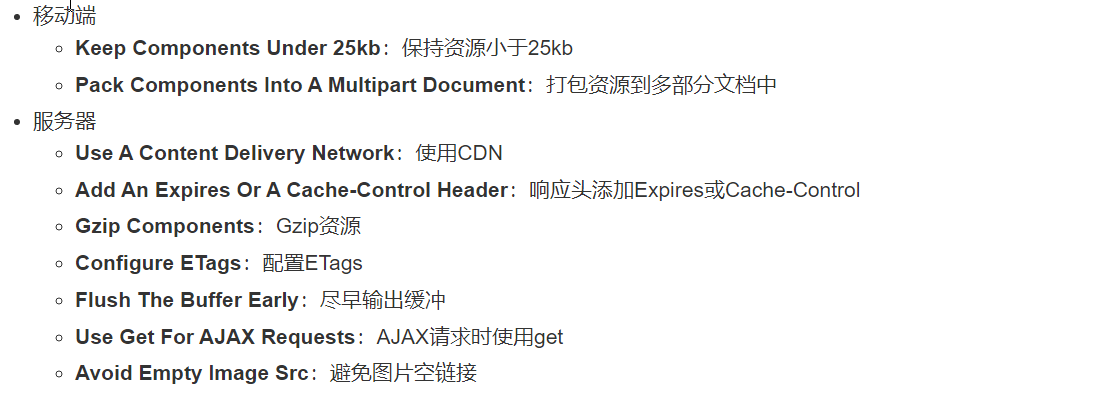 移动端
Keep Components Under 25kb：保持资源小于25kb
Pack Components Into A Multipart Document：打包资源到多部分文档中
服务器
Use A Content Delivery Network：使用CDN
Add An Expires Or A Cache-Control Header：响应头添加Expires或Cache-Control
Gzip Components：Gzip资源
Configure ETags：配置ETags
Flush The Buffer Early：尽早输出缓冲
Use Get For AJAX Requests：AJAX请求时使用get
Avoid Empty Image Src：避免图片空链接